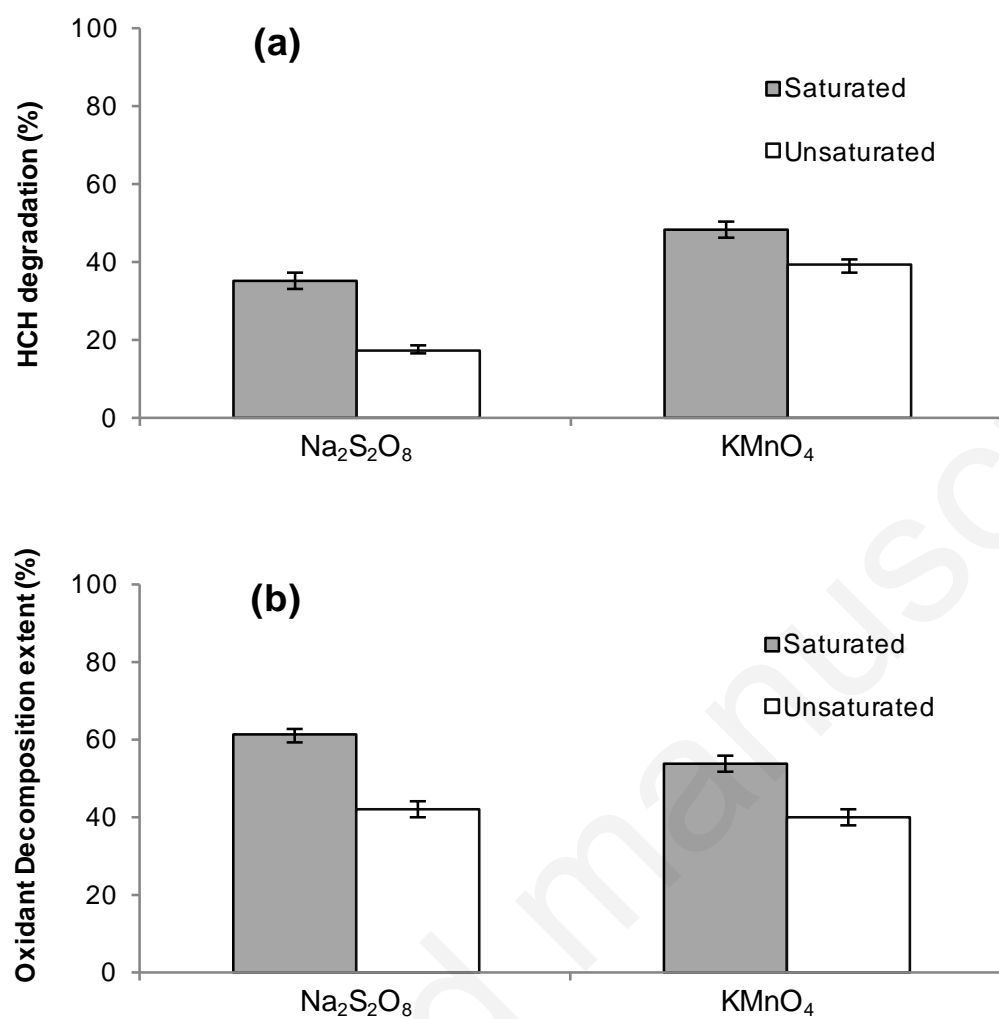 (a)
HCH degradation (%)
100
80
60
40
20
0
Saturated
Unsaturated
Na₂S₂O₈
KMnO₄
(b)
Oxidant Decomposition extent (%)
100
80
60
40
20
0
Saturated
Unsaturated
Na₂S₂O₈
KMnO₄
d manusc